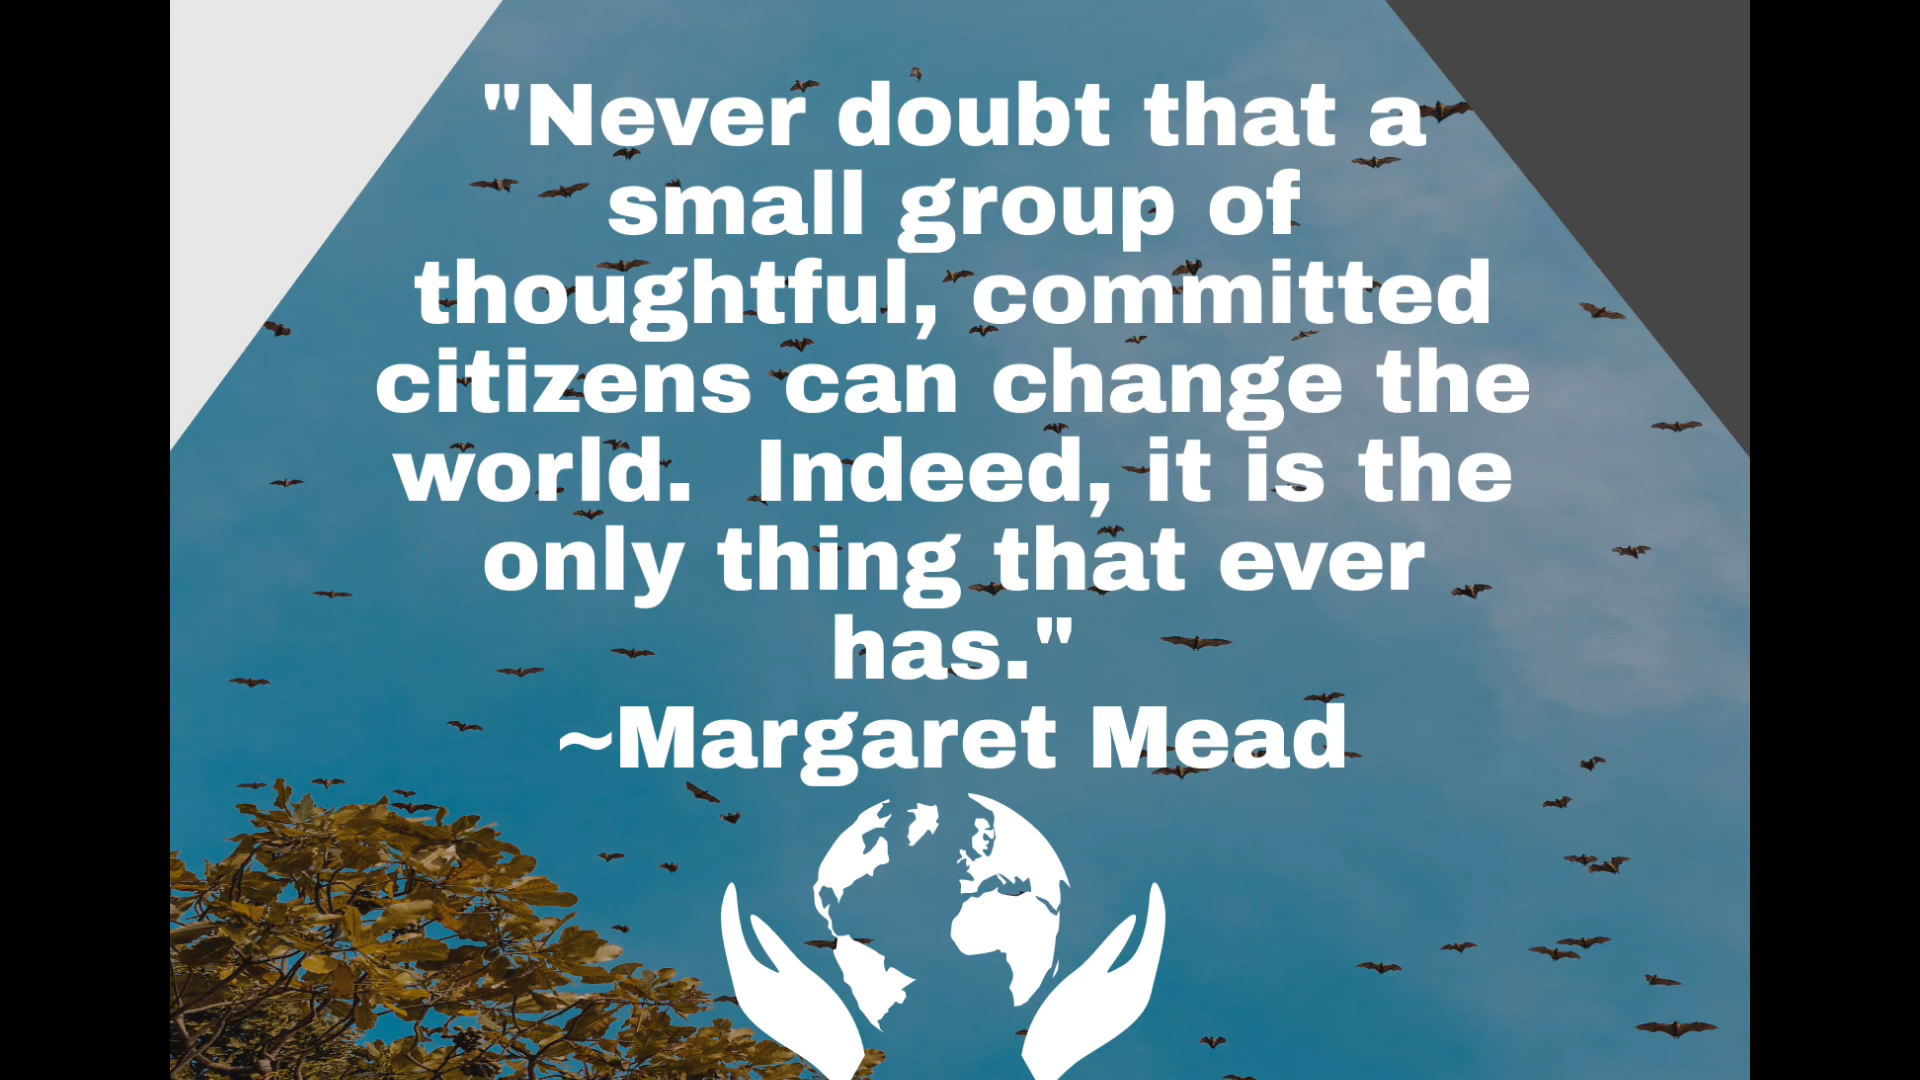 "Never doubt that a
small group of
thoughtful, committed
citizens can change the
world.  Indeed, it is the
only thing that ever
has."
~Margaret Mead